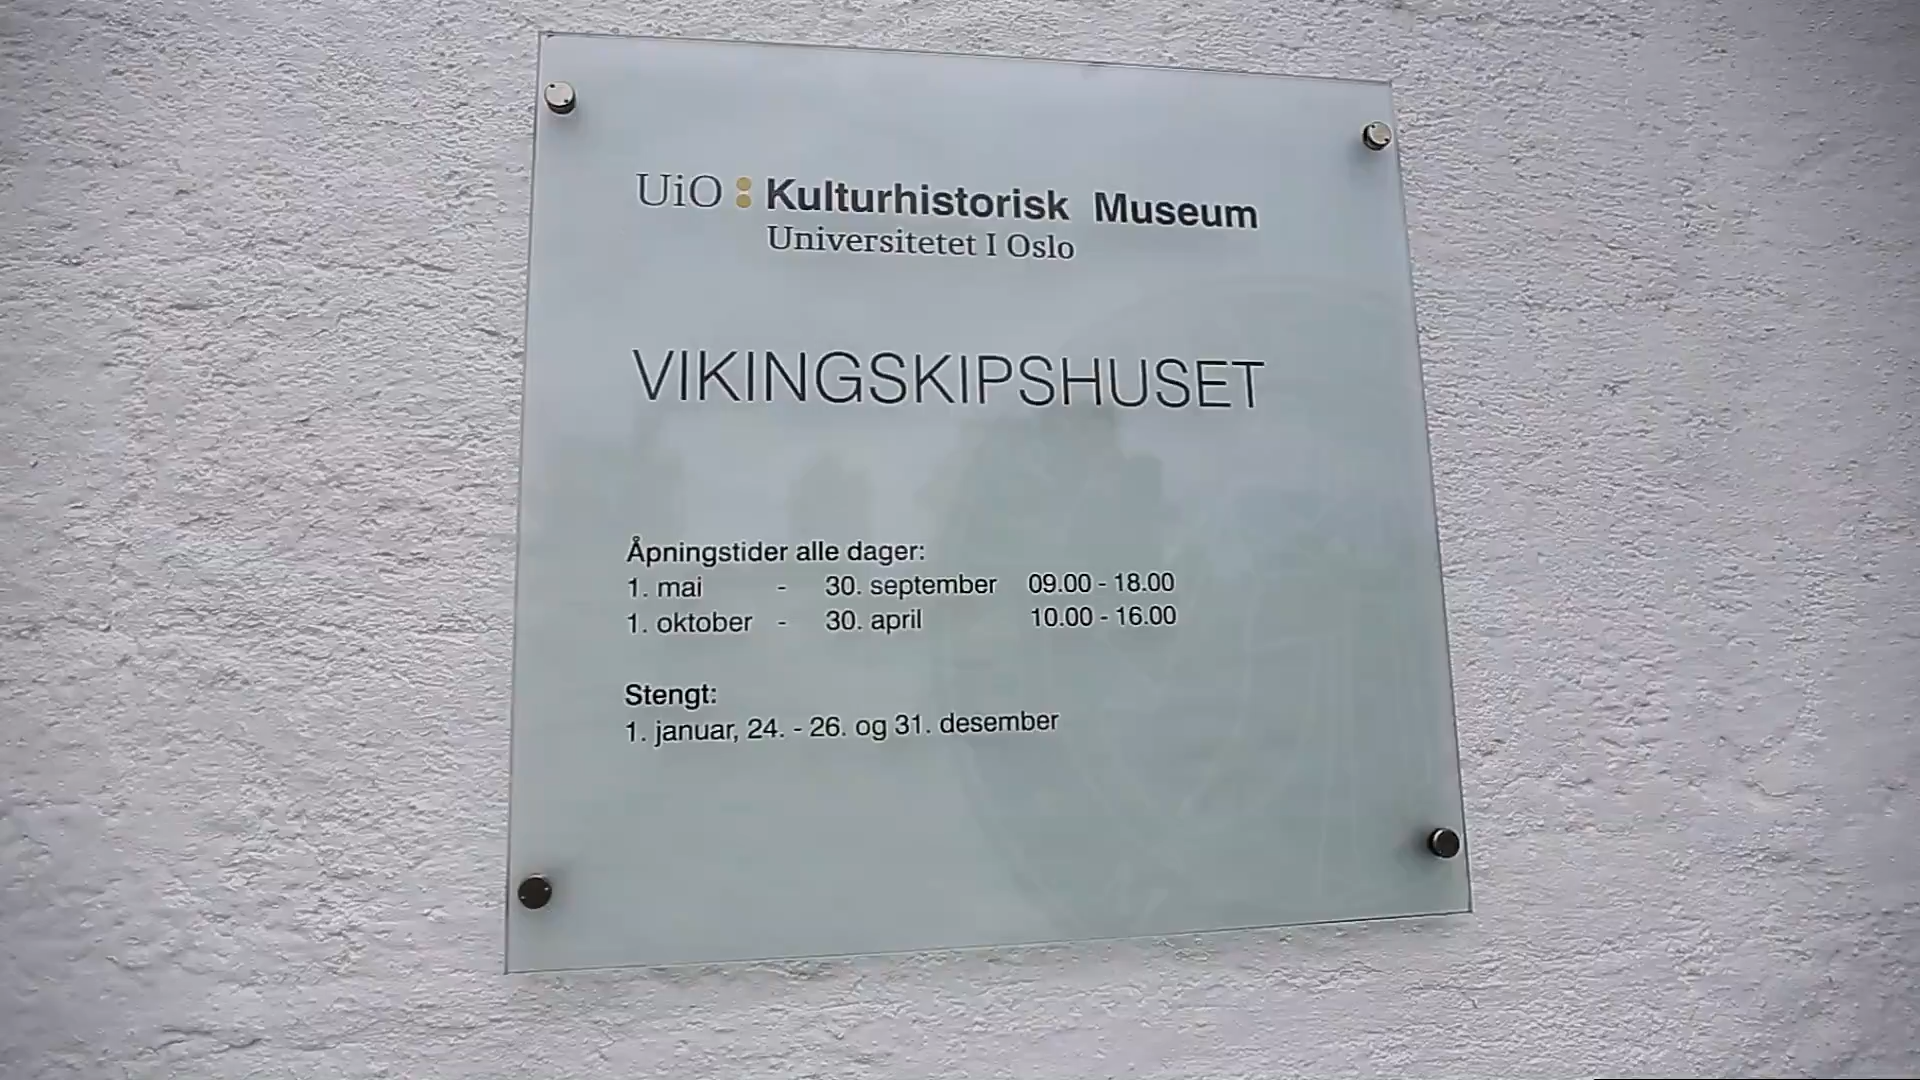 UiO : Kulturhistorisk Museum
Universitetet I Oslo
VIKINGSKIPSHUSET
Åpningstider alle dager:
1. mai - 30. september 09.00 - 18.00
1. oktober - 30. april 10.00 - 16.00
Stengt:
1. januar, 24. - 26. og 31. desember